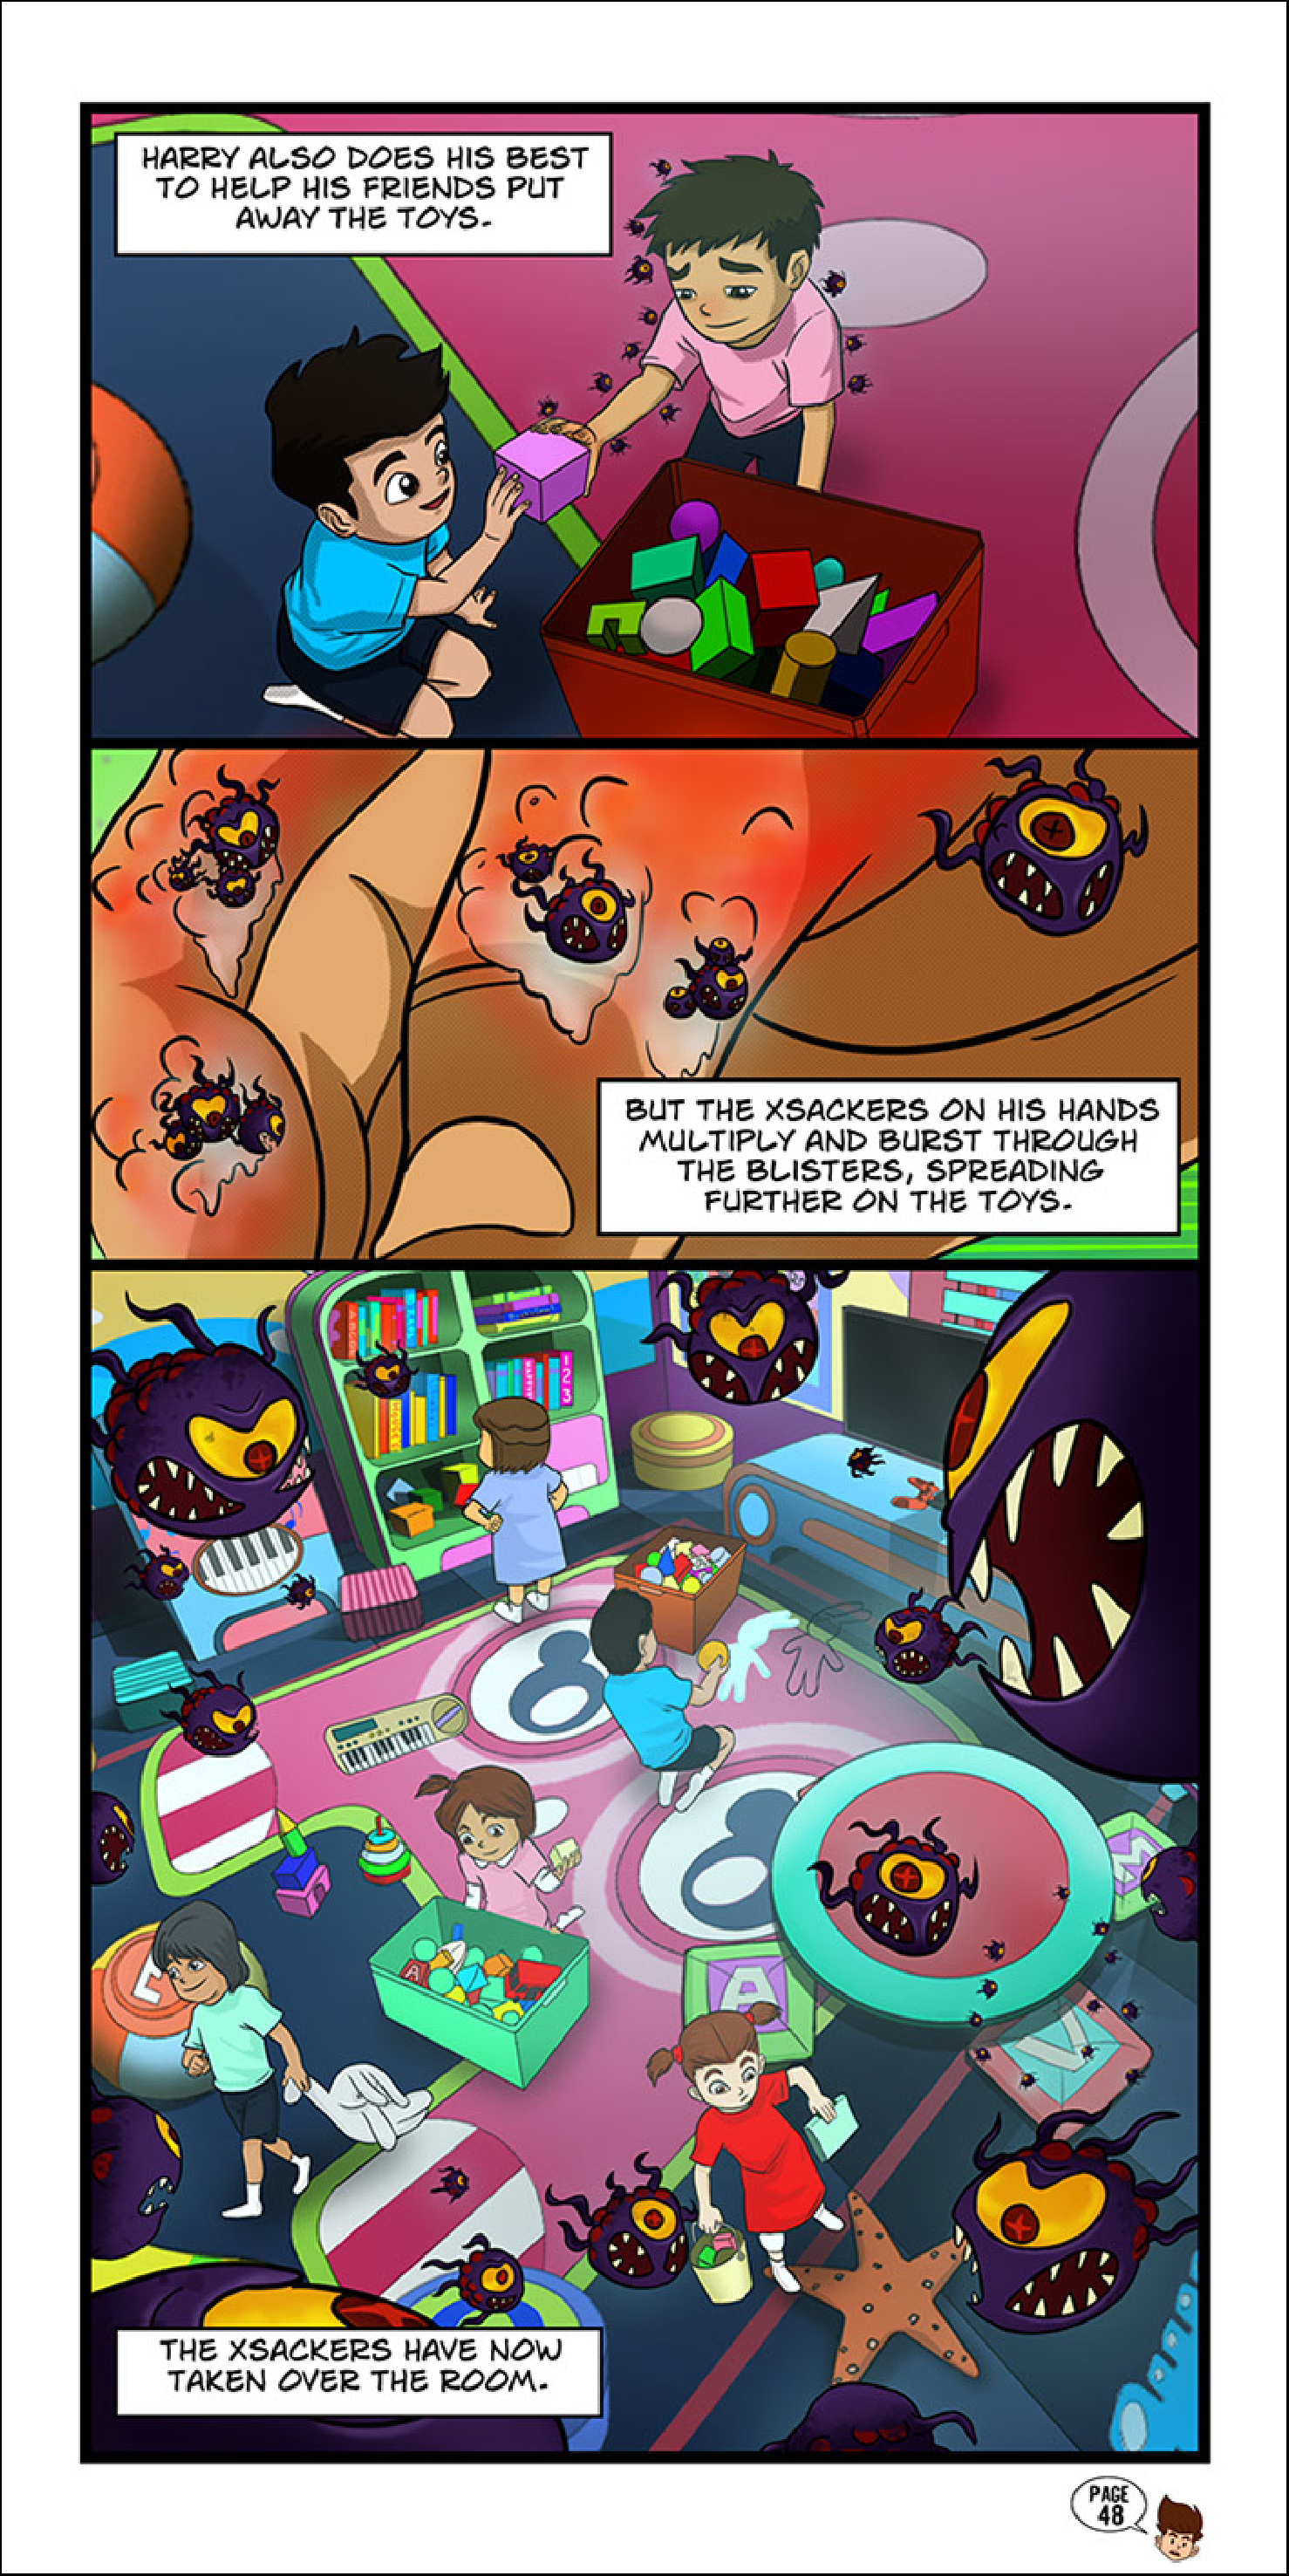 HARRY ALSO DOES HIS BEST
TO HELP HIS FRIENDS PUT
AWAY THE TOYS.
BUT THE XSACKERS ON HIS HANDS
MULTIPLY AND BURST THROUGH
THE BLISTERS, SPREADING
FURTHER ON THE TOYS.
123
A
M
A
V
THE XSACKERS HAVE NOW
TAKEN OVER THE ROOM.
PAGE
48